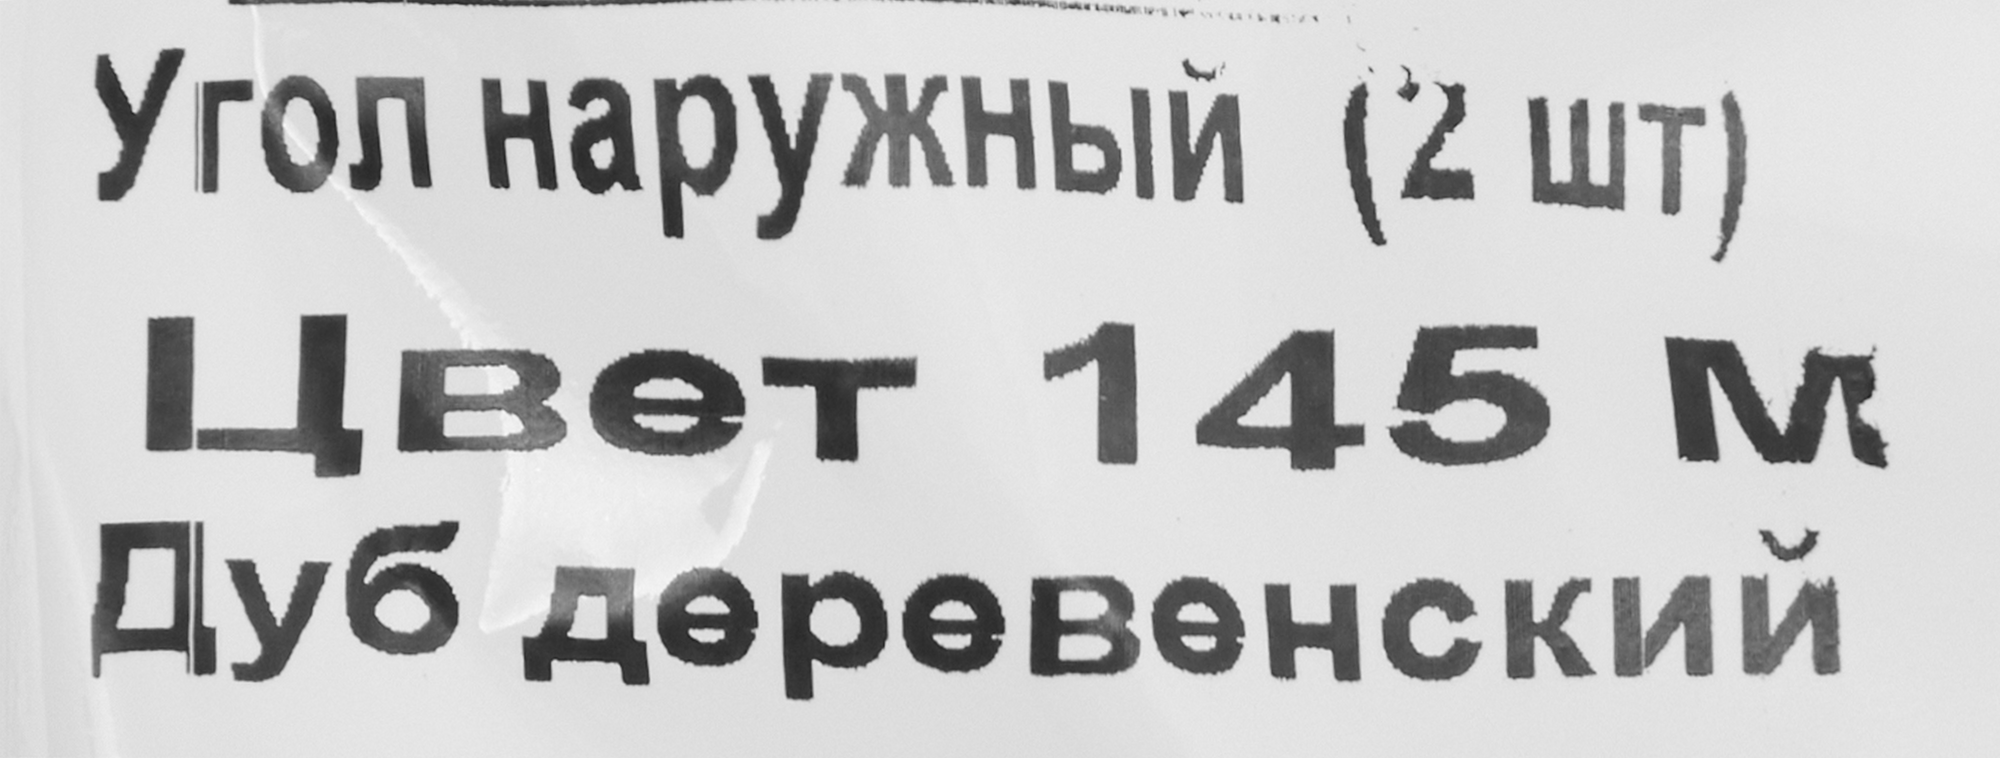 Угол наружный (2 шт)
Цвет 145 м
Дуб деревенский